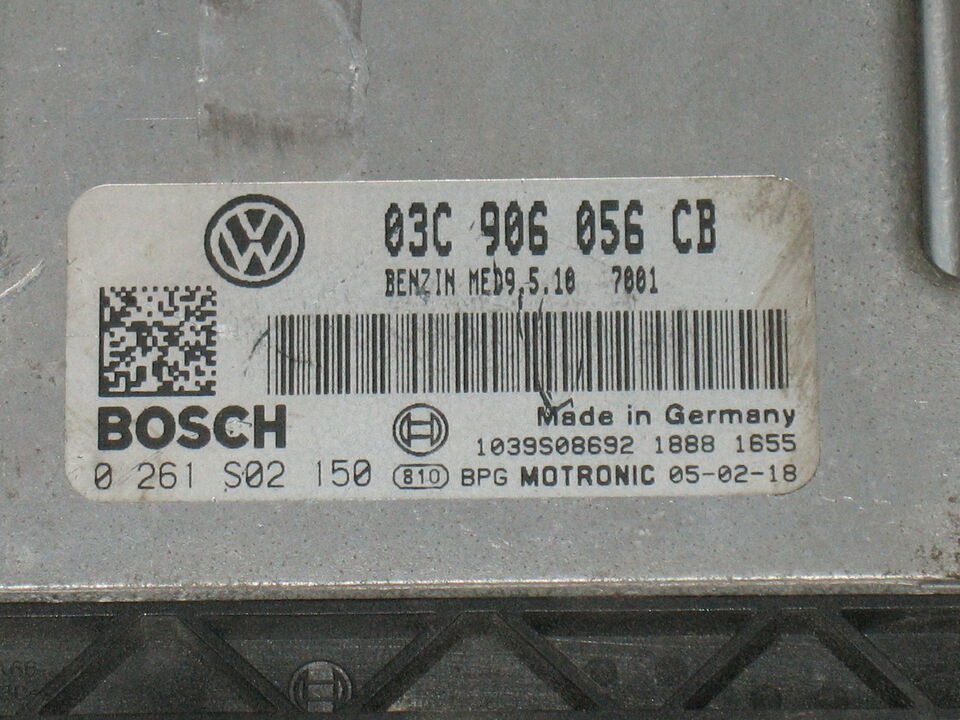 03C 906 056 CB
BENZIN MED9.5.10 7001
BOSCH
Made in Germany
1039S08692 1888 1655
0 261 S02 150 810 BPG MOTRONIC 05-02-18